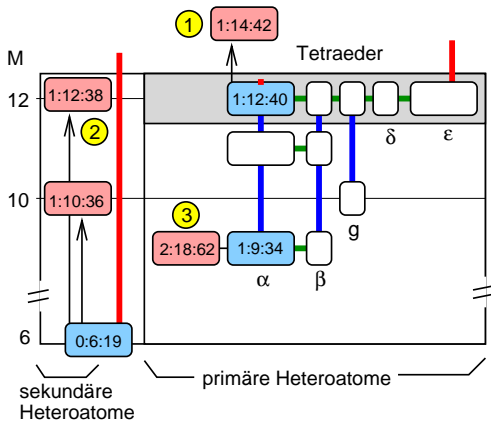 1
1:14:42
M
Tetraeder
12
1:12:38
1:12:40
2
δ
ε
10
1:10:36
3
g
2:18:62
1:9:34
α
β
6
0:6:19
sekundäre
Heteroatome
primäre Heteroatome